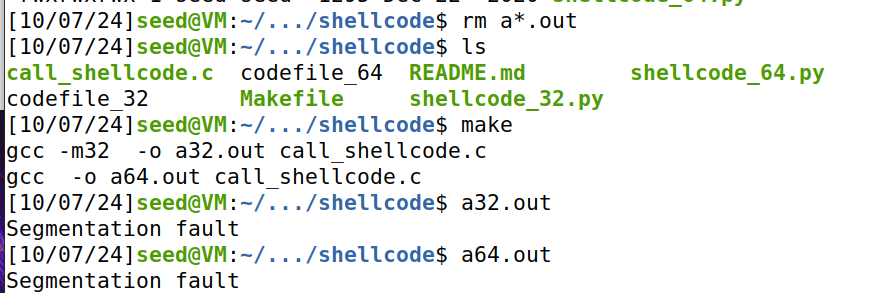 [10/07/24]seed@VM:~/.../shellcode$ rm a*.out
[10/07/24]seed@VM:~/.../shellcode$ ls
call_shellcode.c  codefile_64  README.md        shellcode_64.py
codefile_32       Makefile     shellcode_32.py
[10/07/24]seed@VM:~/.../shellcode$ make
gcc -m32  -o a32.out call_shellcode.c
gcc  -o a64.out call_shellcode.c
[10/07/24]seed@VM:~/.../shellcode$ a32.out
Segmentation fault
[10/07/24]seed@VM:~/.../shellcode$ a64.out
Segmentation fault